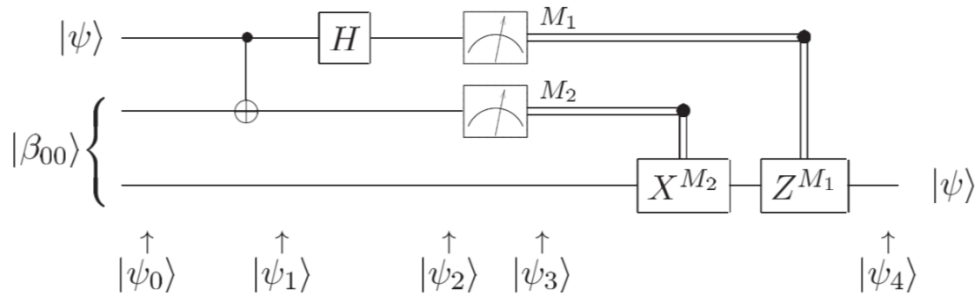 |ψ⟩ H M₁
M₂
|β₀₀⟩
X^{M₂} Z^{M₁} |ψ⟩
↑ ↑ ↑ ↑ ↑
|ψ₀⟩ |ψ₁⟩ |ψ₂⟩ |ψ₃⟩ |ψ₄⟩